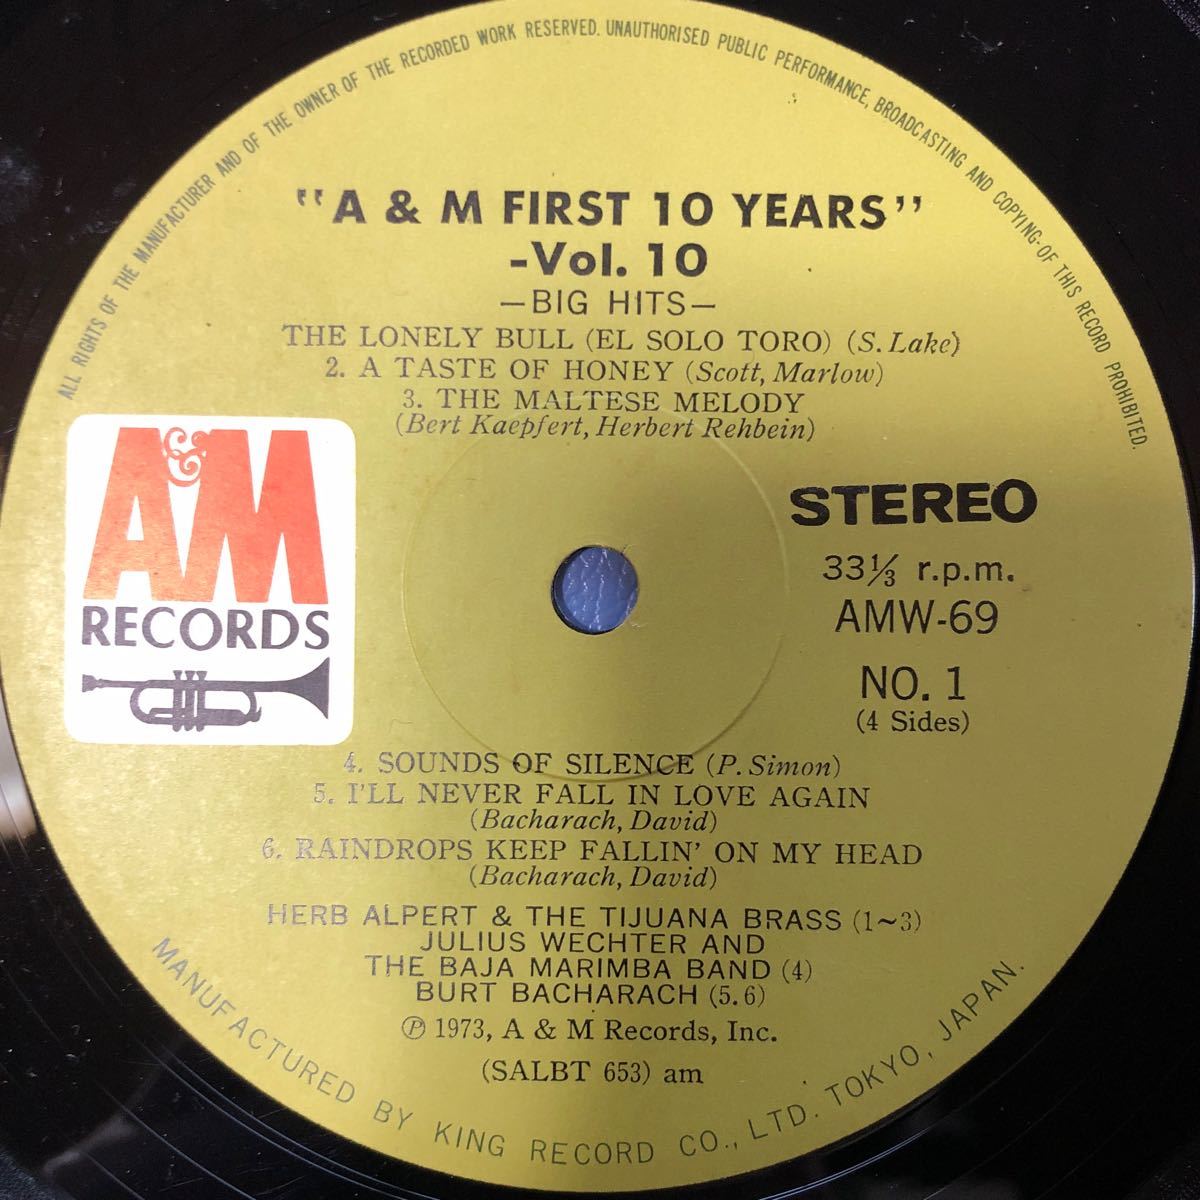 ALL RIGHTS OF THE MANUFACTURER AND OF THE OWNER OF THE RECORDED WORK RESERVED. UNAUTHORISED PUBLIC PERFORMANCE, BROADCASTING AND COPYING-OF THIS RECORD PROHIBITED.
"A & M FIRST 10 YEARS"
-Vol. 10
—BIG HITS—
THE LONELY BULL (EL SOLO TORO) (S. Lake)
2. A TASTE OF HONEY (Scott, Marlow)
3. THE MALTESE MELODY
(Bert Kaepfert, Herbert Rehbein)
A&M
RECORDS
STEREO
33⅓ r.p.m.
AMW-69
NO. 1
(4 Sides)
4. SOUNDS OF SILENCE (P. Simon)
5. I'LL NEVER FALL IN LOVE AGAIN
(Bacharach, David)
6. RAINDROPS KEEP FALLIN' ON MY HEAD
(Bacharach, David)
HERB ALPERT & THE TIJUANA BRASS (1~3)
JULIUS WECHTER AND
THE BAJA MARIMBA BAND (4)
BURT BACHARACH (5.6)
℗ 1973, A & M Records, Inc.
(SALBT 653) am
MANUFACTURED BY KING RECORD CO., LTD. TOKYO, JAPAN.